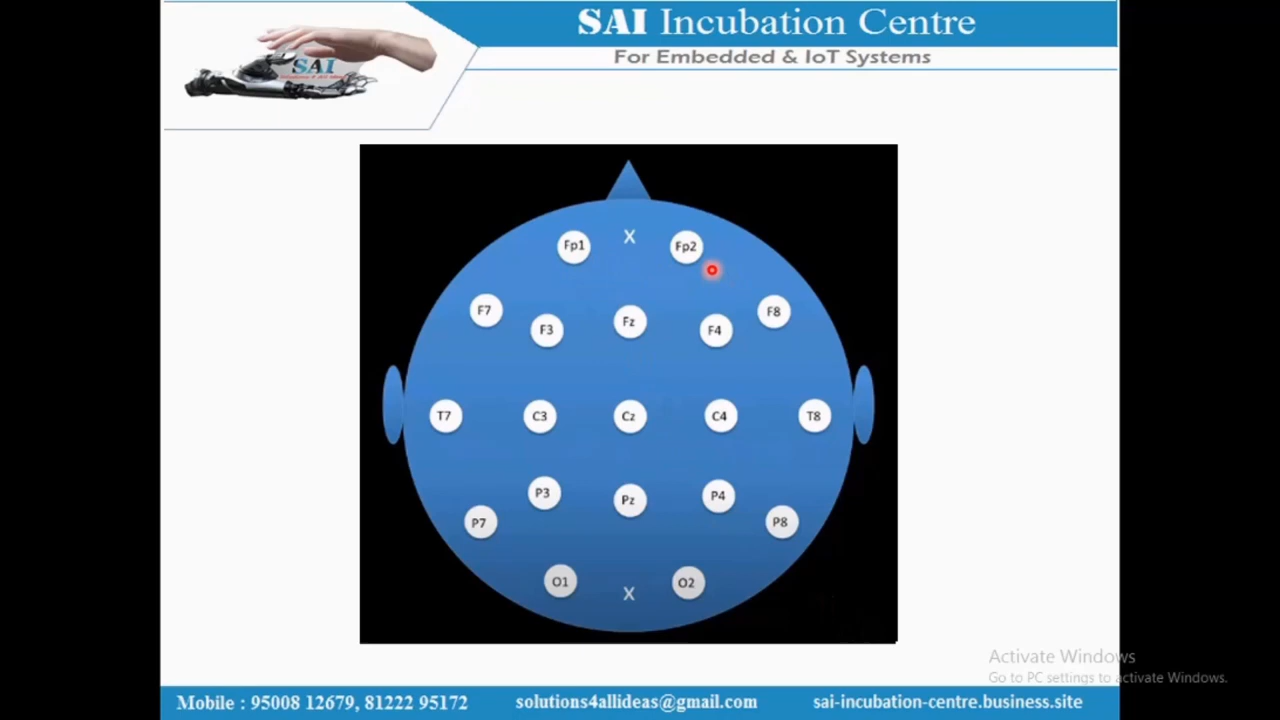 SAI Incubation Centre
For Embedded & IoT Systems
SAI
Fp1 X Fp2
F7 F3 Fz F4 F8
T7 C3 Cz C4 T8
P7 P3 Pz P4 P8
O1 X O2
Activate Windows
Go to PC settings to activate Windows.
Mobile : 95008 12679, 81222 95172 solutions4allideas@gmail.com sai-incubation-centre.business.site